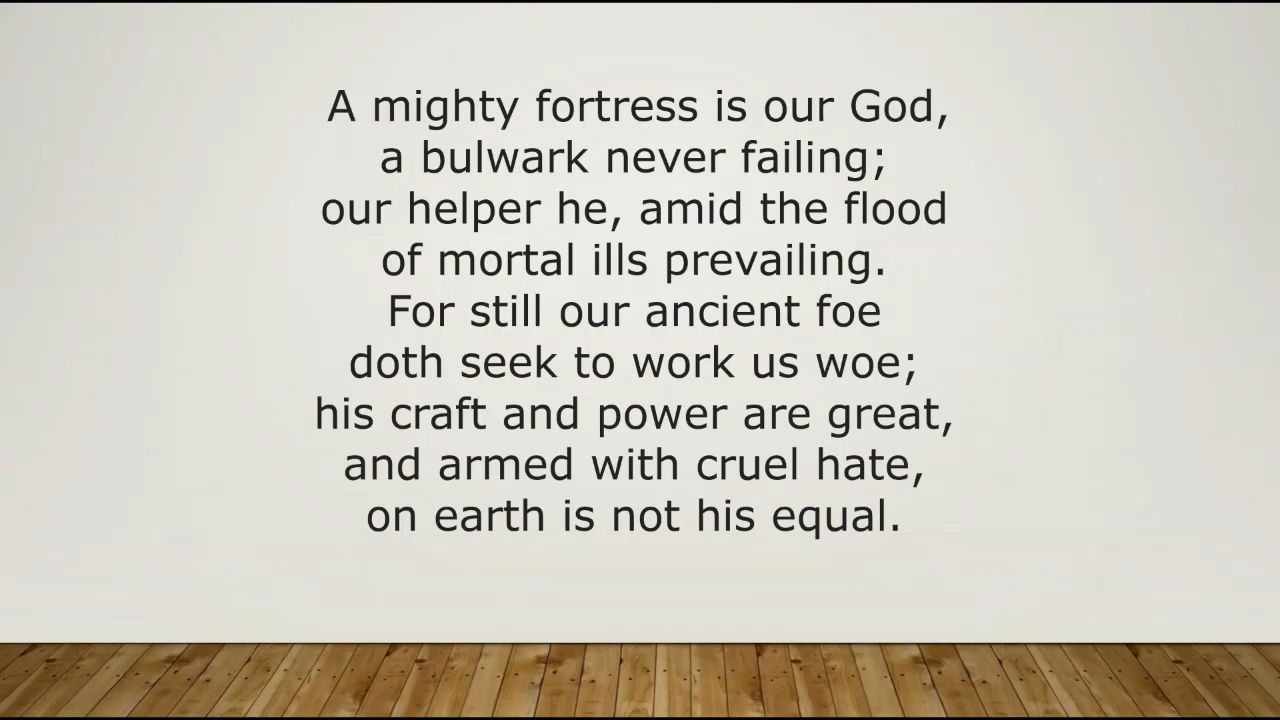 A mighty fortress is our God,
a bulwark never failing;
our helper he, amid the flood
of mortal ills prevailing.
For still our ancient foe
doth seek to work us woe;
his craft and power are great,
and armed with cruel hate,
on earth is not his equal.